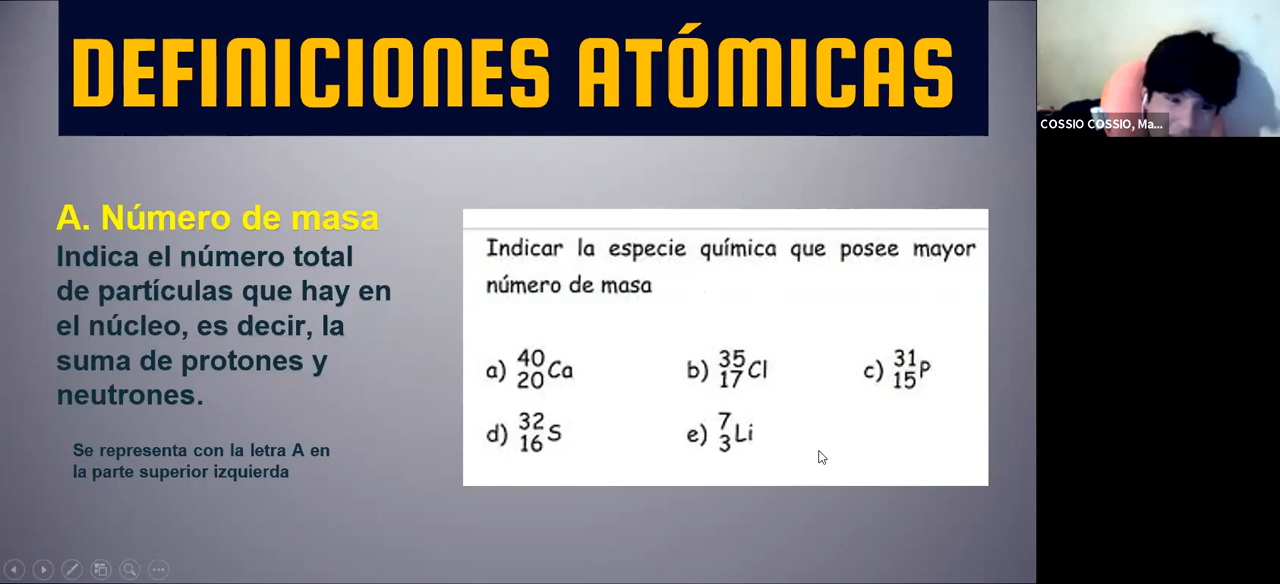 DEFINICIONES ATÓMICAS
COSSIO COSSIO, Ma...
A. Número de masa
Indica el número total
de partículas que hay en
el núcleo, es decir, la
suma de protones y
neutrones.
Se representa con la letra A en
la parte superior izquierda
Indicar la especie química que posee mayor
número de masa
a) 40 20 Ca b) 35 17 Cl c) 31 15 P
d) 32 16 S e) 7 3 Li